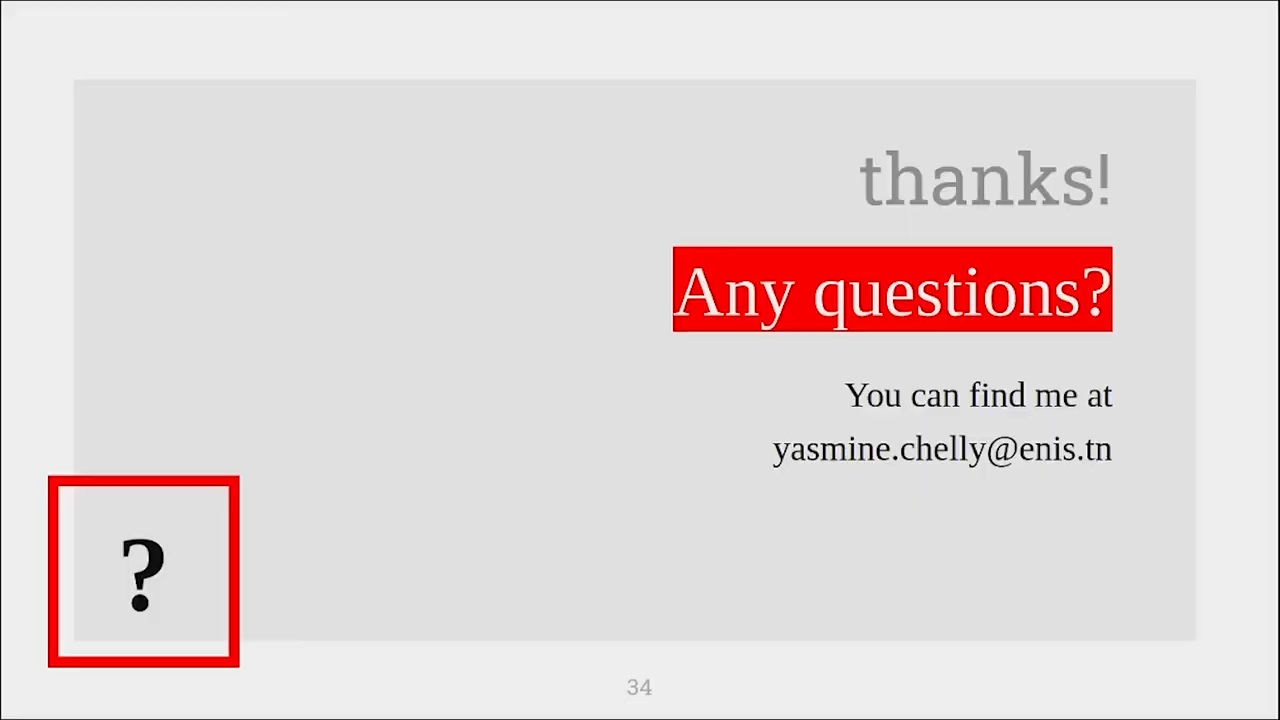 thanks!
Any questions?
You can find me at
yasmine.chelly@enis.tn
?
34